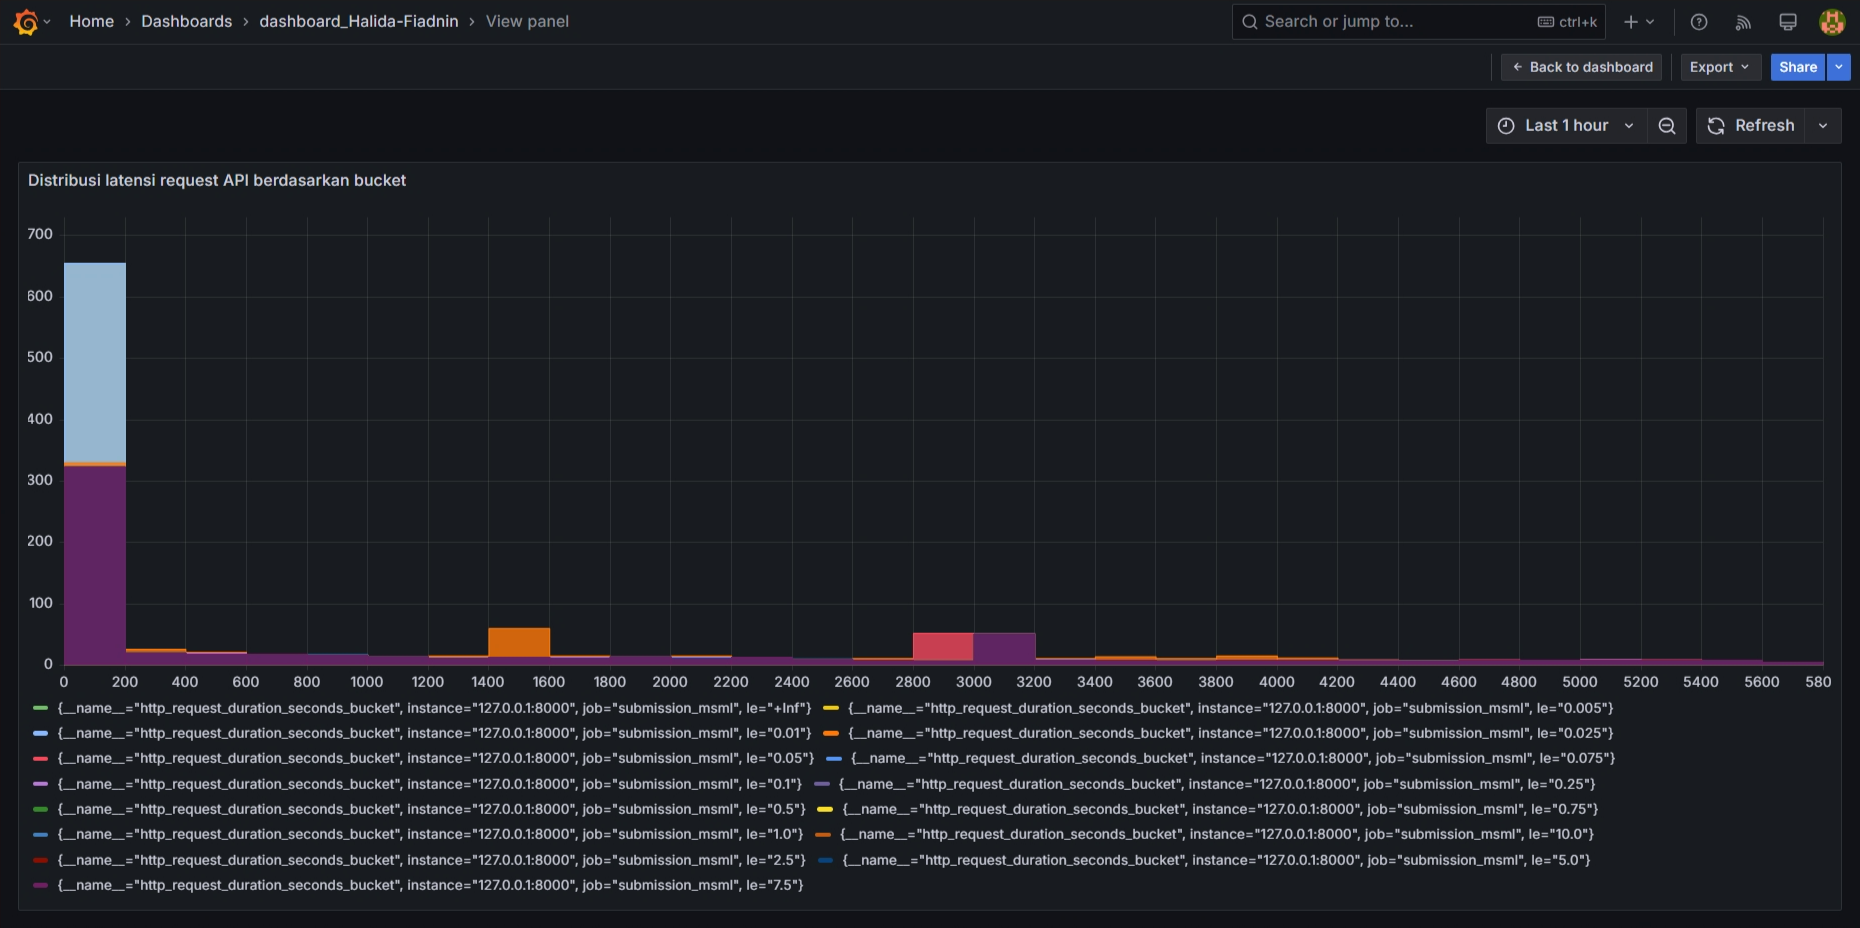 Home › Dashboards › dashboard_Halida-Fiadnin › View panel
Search or jump to... ctrl+k
Back to dashboard Export Share
Last 1 hour Refresh
Distribusi latensi request API berdasarkan bucket
700
600
500
400
300
200
100
0
0 200 400 600 800 1000 1200 1400 1600 1800 2000 2200 2400 2600 2800 3000 3200 3400 3600 3800 4000 4200 4400 4600 4800 5000 5200 5400 5600 580
{__name__="http_request_duration_seconds_bucket", instance="127.0.0.1:8000", job="submission_msml", le="+Inf"} {__name__="http_request_duration_seconds_bucket", instance="127.0.0.1:8000", job="submission_msml", le="0.005"}
{__name__="http_request_duration_seconds_bucket", instance="127.0.0.1:8000", job="submission_msml", le="0.01"} {__name__="http_request_duration_seconds_bucket", instance="127.0.0.1:8000", job="submission_msml", le="0.025"}
{__name__="http_request_duration_seconds_bucket", instance="127.0.0.1:8000", job="submission_msml", le="0.05"} {__name__="http_request_duration_seconds_bucket", instance="127.0.0.1:8000", job="submission_msml", le="0.075"}
{__name__="http_request_duration_seconds_bucket", instance="127.0.0.1:8000", job="submission_msml", le="0.1"} {__name__="http_request_duration_seconds_bucket", instance="127.0.0.1:8000", job="submission_msml", le="0.25"}
{__name__="http_request_duration_seconds_bucket", instance="127.0.0.1:8000", job="submission_msml", le="0.5"} {__name__="http_request_duration_seconds_bucket", instance="127.0.0.1:8000", job="submission_msml", le="0.75"}
{__name__="http_request_duration_seconds_bucket", instance="127.0.0.1:8000", job="submission_msml", le="1.0"} {__name__="http_request_duration_seconds_bucket", instance="127.0.0.1:8000", job="submission_msml", le="10.0"}
{__name__="http_request_duration_seconds_bucket", instance="127.0.0.1:8000", job="submission_msml", le="2.5"} {__name__="http_request_duration_seconds_bucket", instance="127.0.0.1:8000", job="submission_msml", le="5.0"}
{__name__="http_request_duration_seconds_bucket", instance="127.0.0.1:8000", job="submission_msml", le="7.5"}